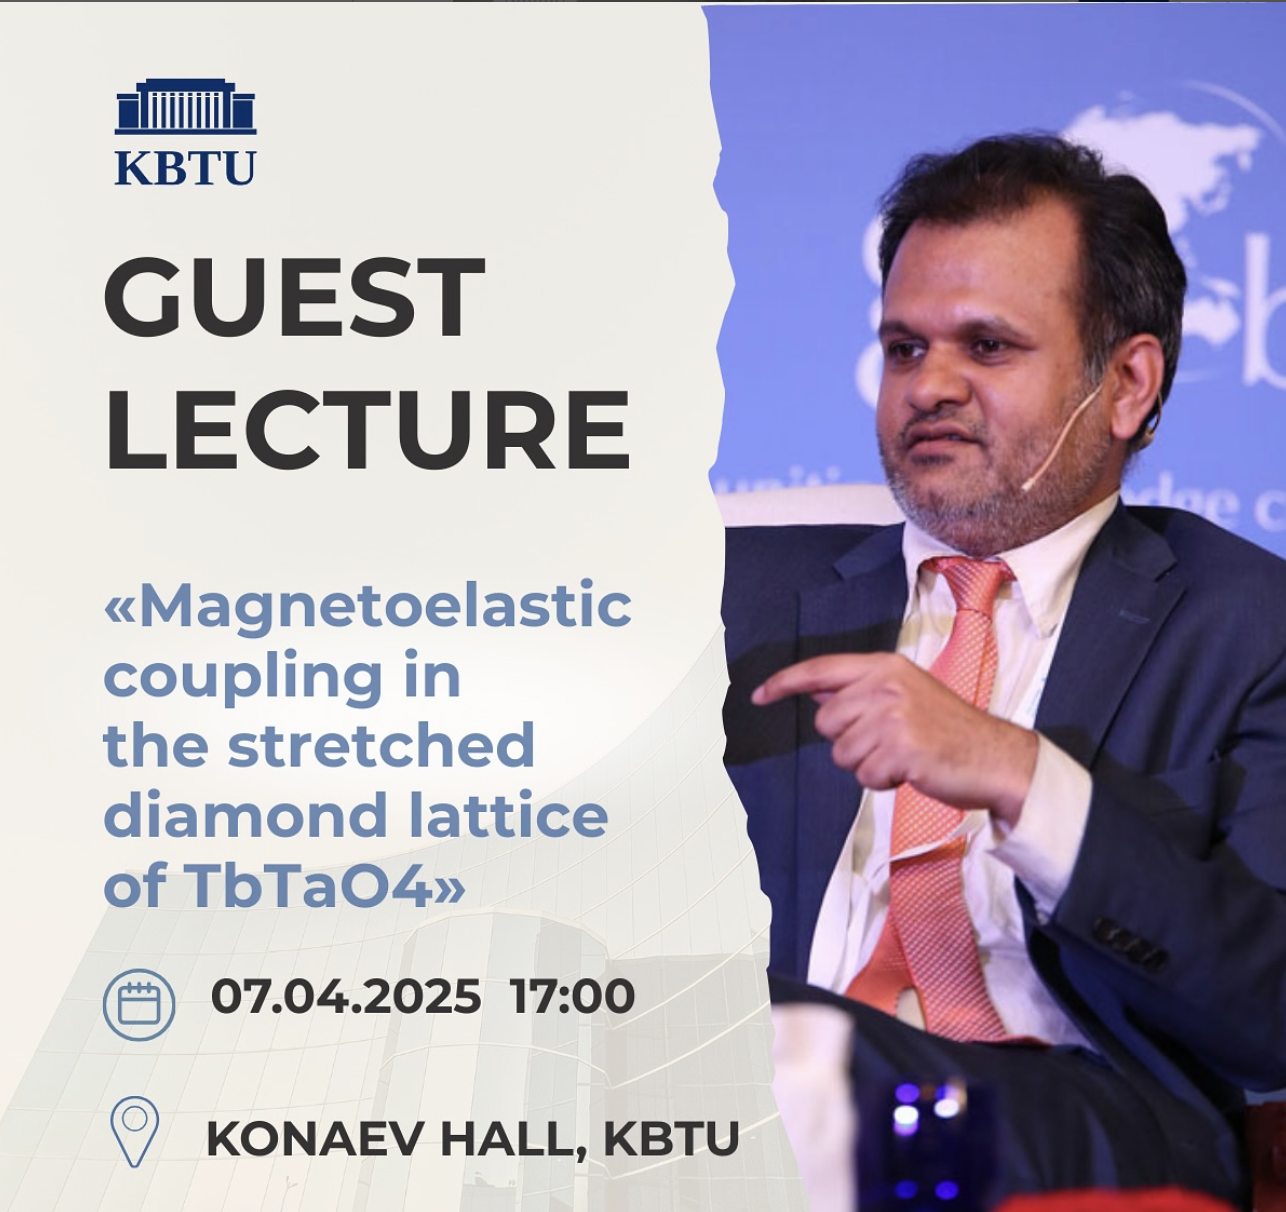 KBTU
GUEST
LECTURE
«Magnetoelastic
coupling in
the stretched
diamond lattice
of TbTaO4»
07.04.2025 17:00
KONAEV HALL, KBTU